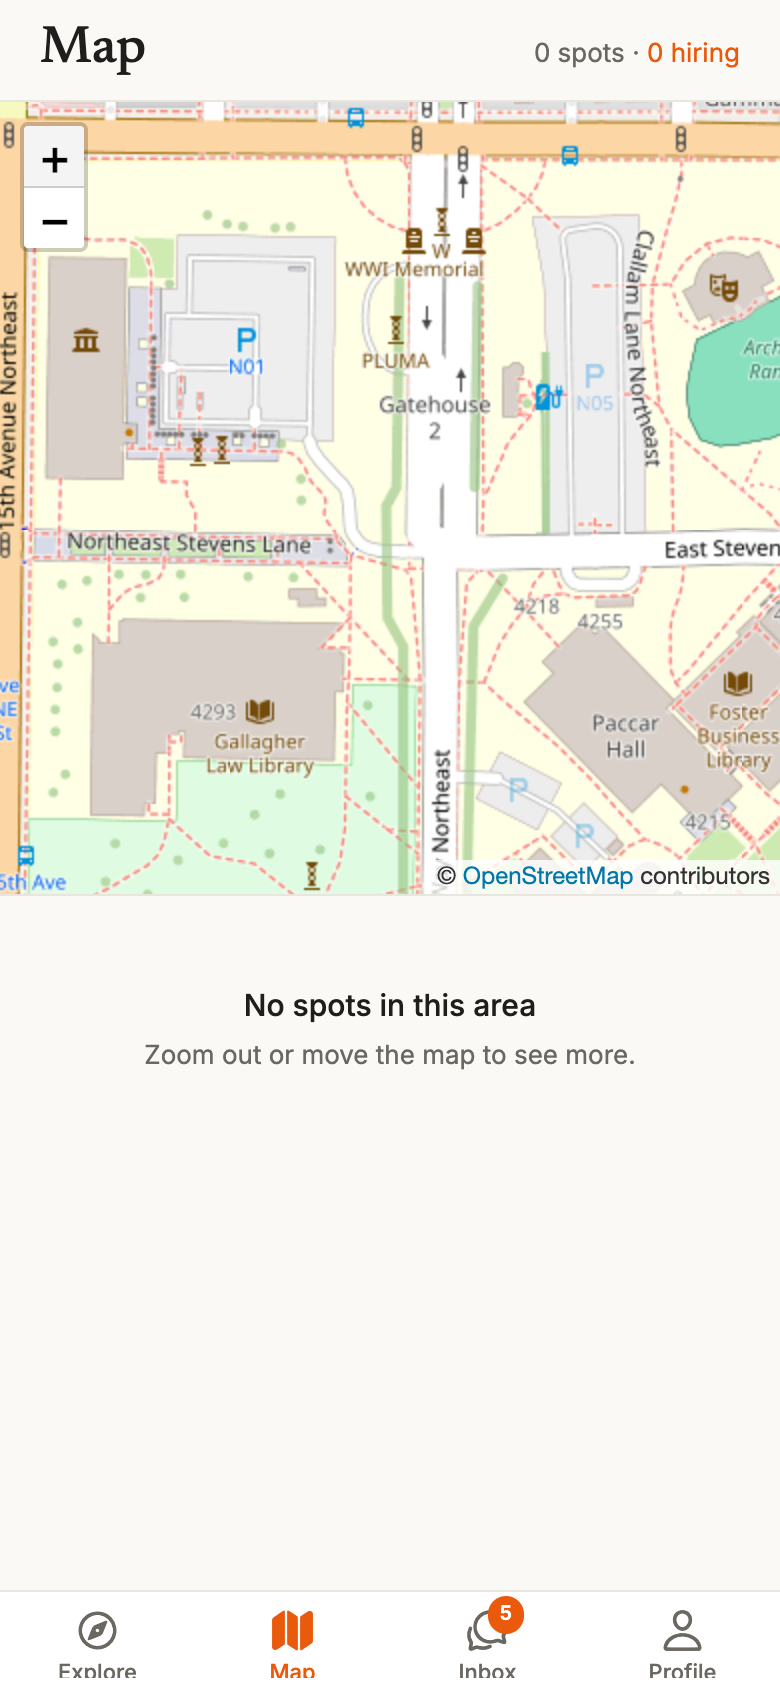 Map
0 spots · 0 hiring
+
−
T
W
WWI Memorial
PLUMA
P
N01
Gatehouse
2
P
N05
Clallam Lane Northeast
15th Avenue Northeast
Northeast Stevens Lane
East Steven
4218
4255
4293
Gallagher
Law Library
Paccar
Hall
Foster
Business
Library
4215
P
P
Northeast
ve
NE
St
5th Ave
© OpenStreetMap contributors
No spots in this area
Zoom out or move the map to see more.
5
Explore
Map
Inbox
Profile